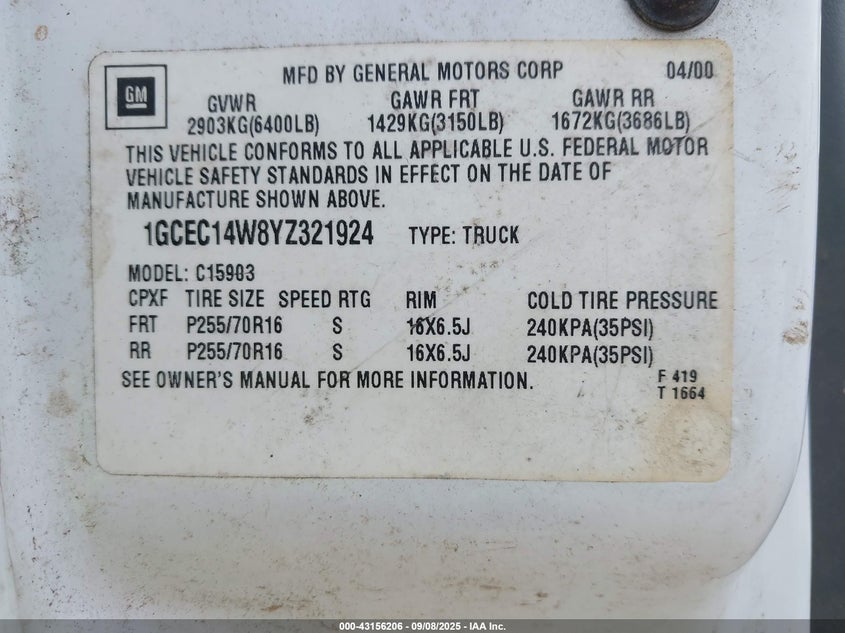 GM
MFD BY GENERAL MOTORS CORP 04/00
GVWR GAWR FRT GAWR RR
2903KG(6400LB) 1429KG(3150LB) 1672KG(3686LB)
THIS VEHICLE CONFORMS TO ALL APPLICABLE U.S. FEDERAL MOTOR
VEHICLE SAFETY STANDARDS IN EFFECT ON THE DATE OF
MANUFACTURE SHOWN ABOVE.
1GCEC14W8YZ321924 TYPE: TRUCK
MODEL: C15903
CPXF TIRE SIZE SPEED RTG RIM COLD TIRE PRESSURE
FRT P255/70R16 S 16X6.5J 240KPA(35PSI)
RR P255/70R16 S 16X6.5J 240KPA(35PSI)
SEE OWNER'S MANUAL FOR MORE INFORMATION.
F 419
T 1664
000-43156206 - 09/08/2025 - IAA Inc.